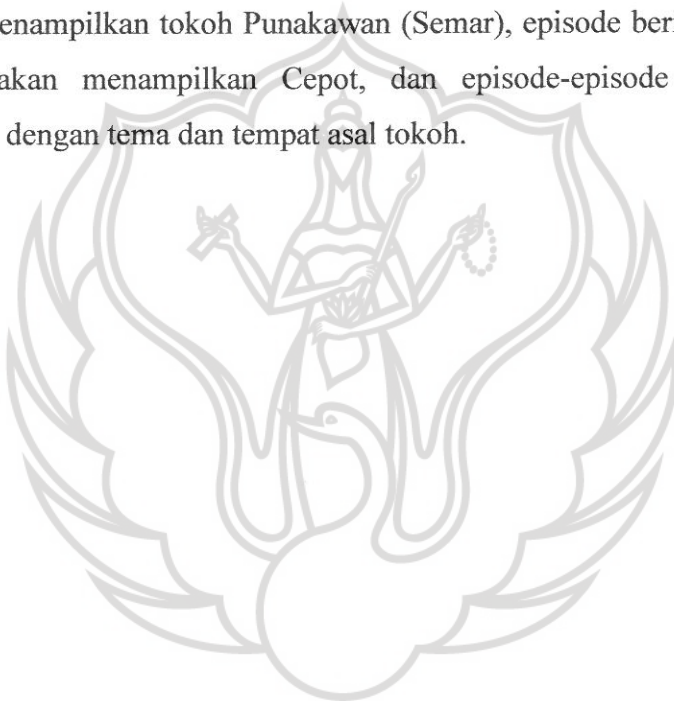 enampilkan tokoh Punakawan (Semar), episode ber
akan menampilkan Cepot, dan episode-episode
dengan tema dan tempat asal tokoh.